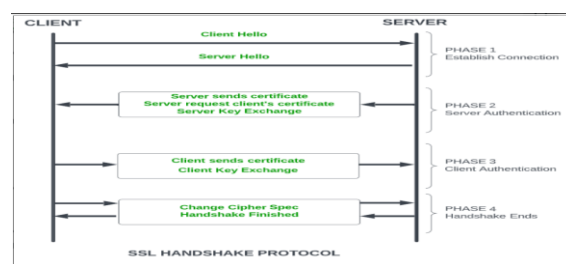 CLIENT
SERVER
Client Hello
Server Hello
PHASE 1
Establish Connection
Server sends certificate
Server request client's certificate
Server Key Exchange
PHASE 2
Server Authentication
Client sends certificate
Client Key Exchange
PHASE 3
Client Authentication
Change Cipher Spec
Handshake Finished
PHASE 4
Handshake Ends
SSL HANDSHAKE PROTOCOL